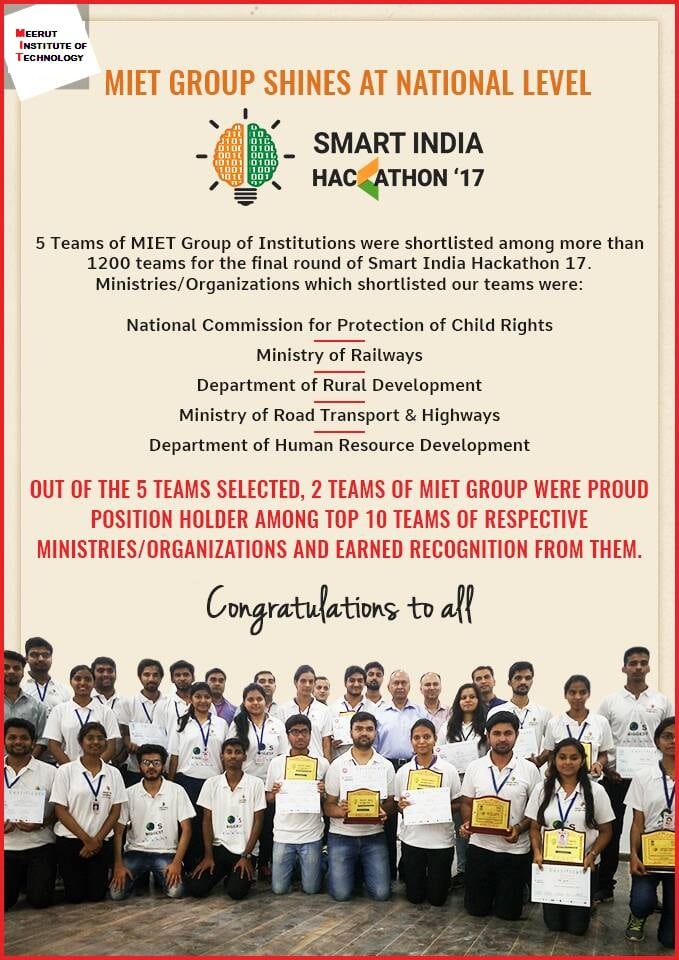 MEERUT
INSTITUTE OF
TECHNOLOGY
MIET GROUP SHINES AT NATIONAL LEVEL
SMART INDIA
HACKATHON ‘17
5 Teams of MIET Group of Institutions were shortlisted among more than
1200 teams for the final round of Smart India Hackathon 17.
Ministries/Organizations which shortlisted our teams were:
National Commission for Protection of Child Rights
Ministry of Railways
Department of Rural Development
Ministry of Road Transport & Highways
Department of Human Resource Development
OUT OF THE 5 TEAMS SELECTED, 2 TEAMS OF MIET GROUP WERE PROUD
POSITION HOLDER AMONG TOP 10 TEAMS OF RESPECTIVE
MINISTRIES/ORGANIZATIONS AND EARNED RECOGNITION FROM THEM.
Congratulations to all